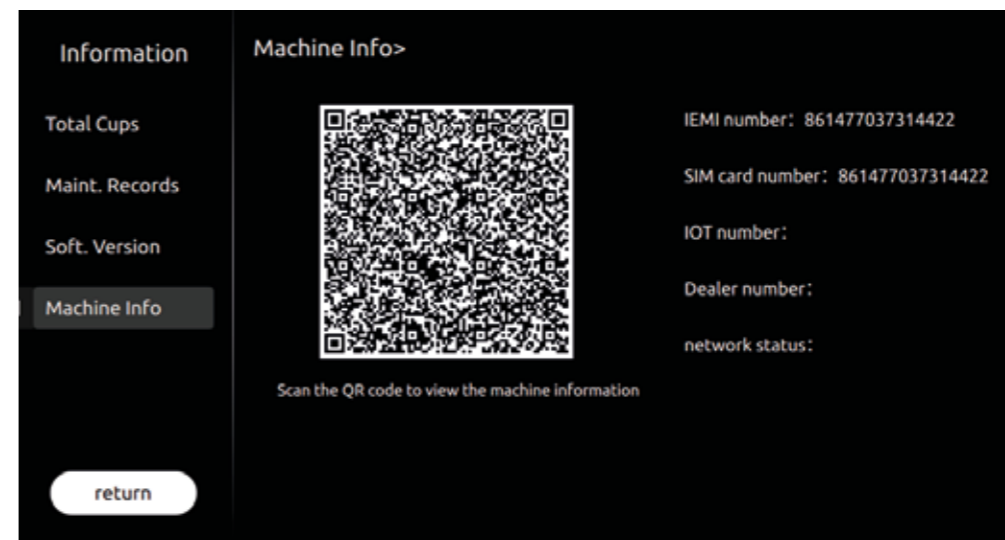 Information
Total Cups
Maint. Records
Soft. Version
Machine Info
return
Machine Info>
Scan the QR code to view the machine information
IEMI number：861477037314422
SIM card number：861477037314422
IOT number：
Dealer number：
network status：